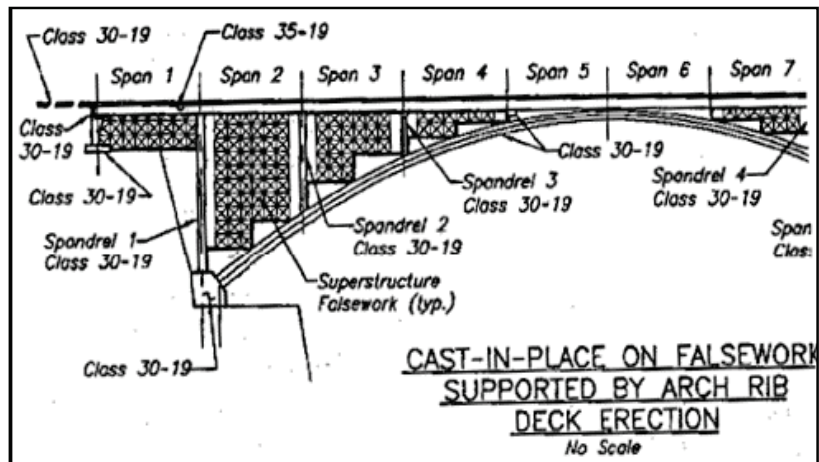 Class 30-19
Class 35-19
Span 1
Span 2
Span 3
Span 4
Span 5
Span 6
Span 7
Class
30-19
Class 30-19
Class 30-19
Spandrel 3
Class 30-19
Spandrel 4
Class 30-19
Spandrel 1
Class 30-19
Spandrel 2
Class 30-19
Span
Class
Superstructure
Falsework (typ.)
Class 30-19
CAST-IN-PLACE ON FALSEWORK
SUPPORTED BY ARCH RIB
DECK ERECTION
No Scale